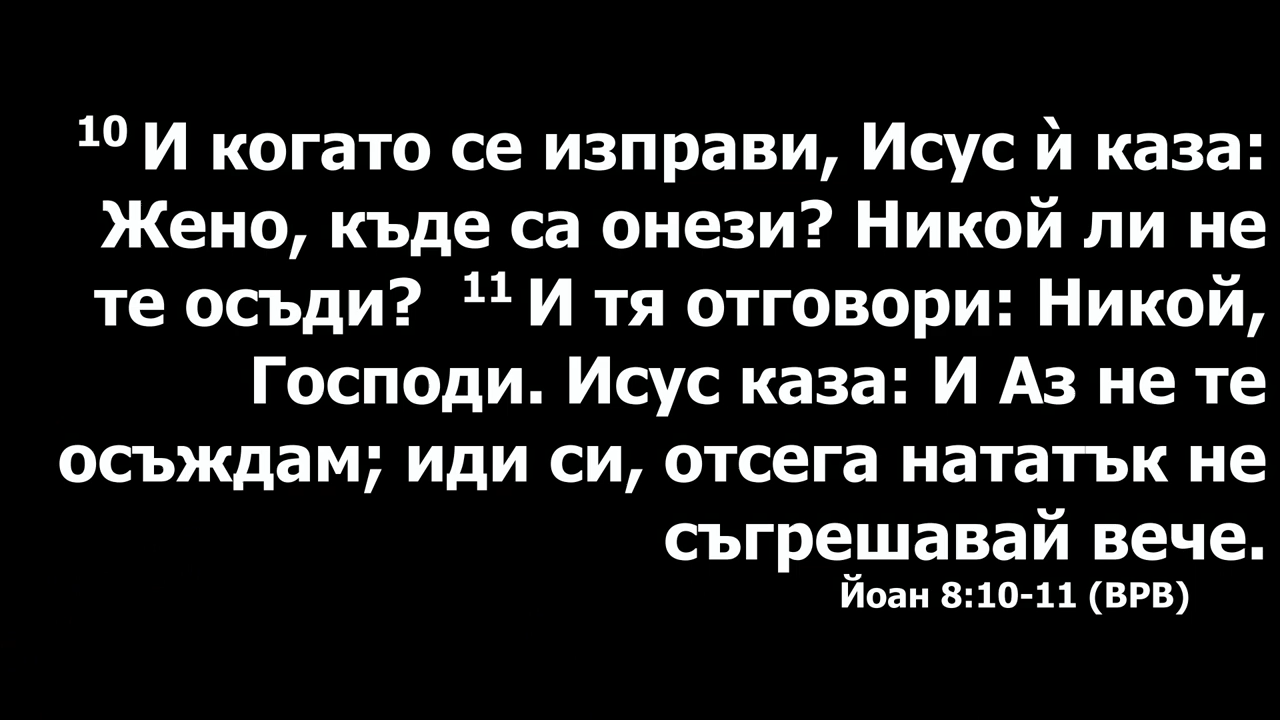 10 И когато се изправи, Исус ѝ каза:
Жено, къде са онези? Никой ли не
те осъди? 11 И тя отговори: Никой,
Господи. Исус каза: И Аз не те
осъждам; иди си, отсега нататък не
съгрешавай вече.
Йоан 8:10-11 (ВРВ)